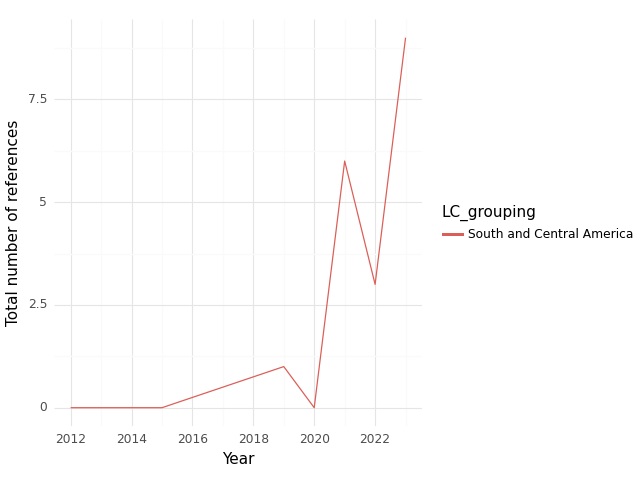 7.5
5
2.5
0
Total number of references
2012 2014 2016 2018 2020 2022
Year
LC_grouping
South and Central America